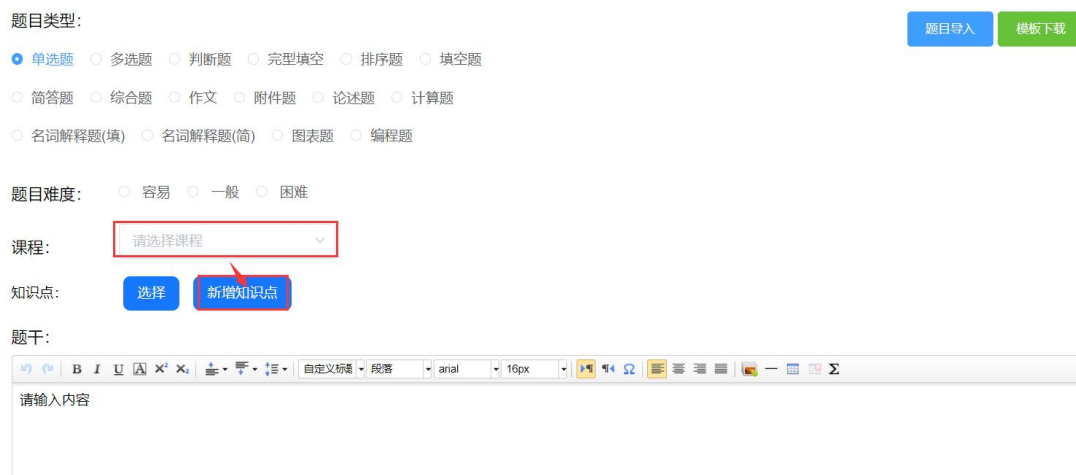 题目类型：
题目导入 模板下载
单选题 多选题 判断题 完型填空 排序题 填空题
简答题 综合题 作文 附件题 论述题 计算题
名词解释题(填) 名词解释题(简) 图表题 编程题
题目难度： 容易 一般 困难
课程： 请选择课程
知识点： 选择 新增知识点
题干：
B I U A X² X₂ 自定义标题 段落 arial 16px Ω Σ
请输入内容